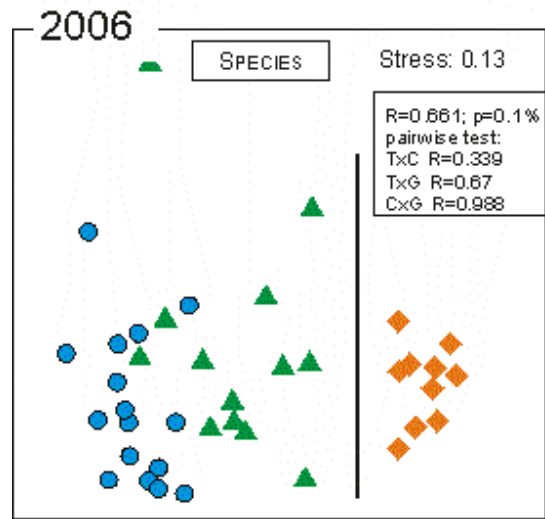 2006
SPECIES
Stress: 0.13
R=0.661; p=0.1%
pairwise test:
TxC R=0.339
TxG R=0.67
CxG R=0.988